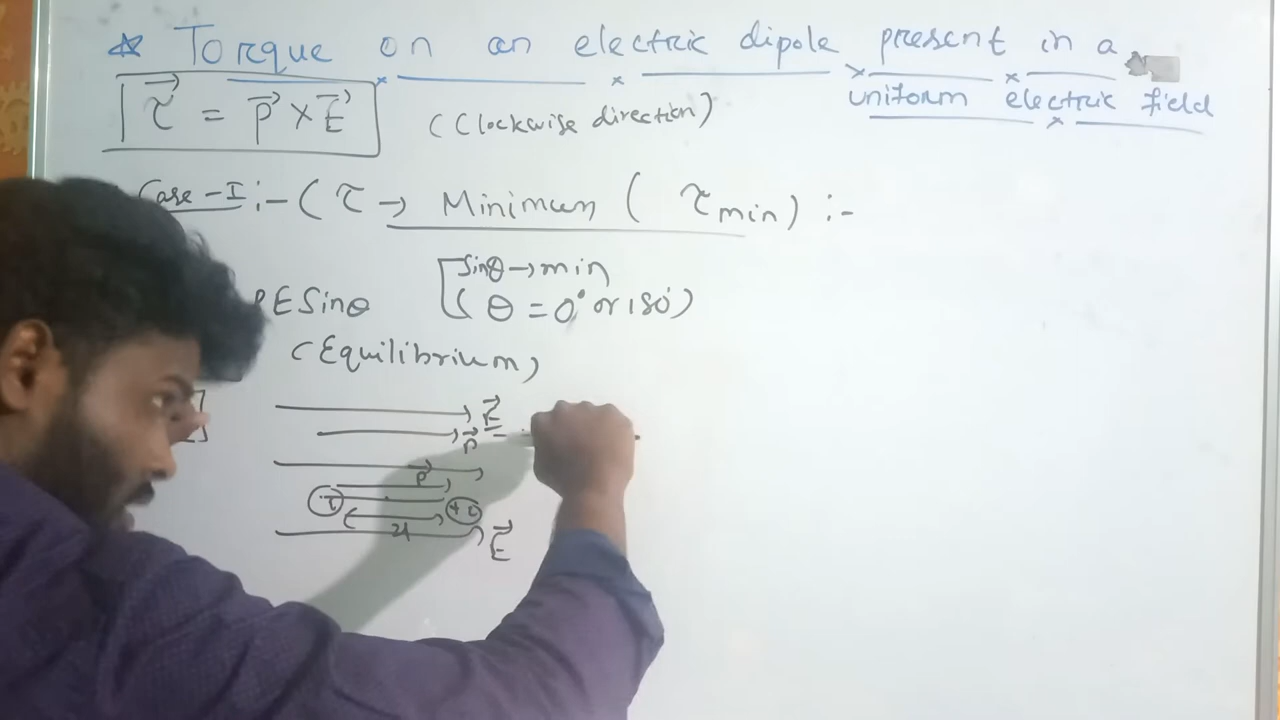 * Torque on an electric dipole present in a
uniform electric field
τ⃗ = p⃗ × E⃗ (Clockwise direction)
Case-I :- (τ → Minimum ( τmin) :-
sinθ → min
PESinθ ( θ = 0° or 180°)
(Equilibrium)
E⃗
p⃗
p⃗
2l
E⃗